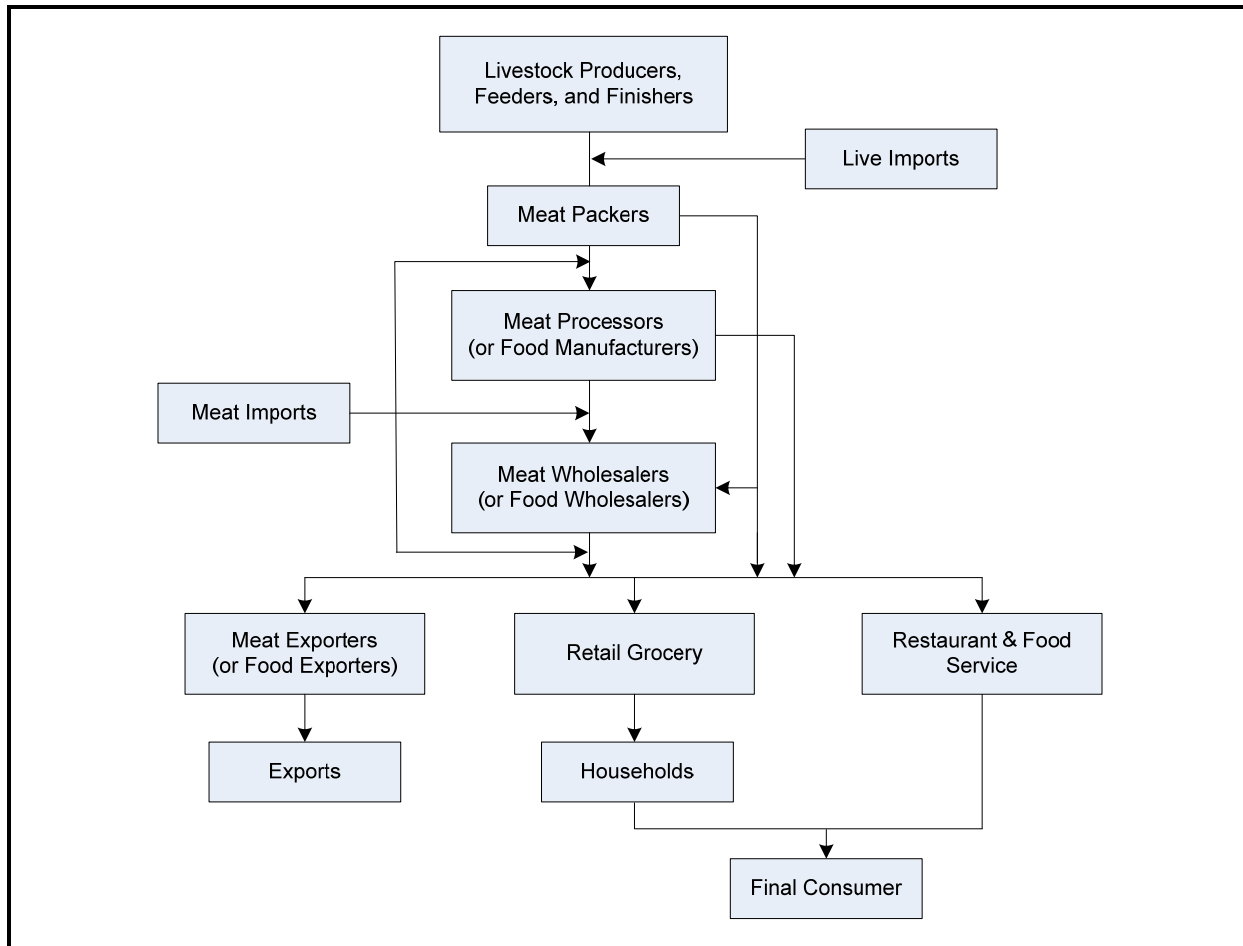 Livestock Producers,
Feeders, and Finishers
Live Imports
Meat Packers
Meat Processors
(or Food Manufacturers)
Meat Imports
Meat Wholesalers
(or Food Wholesalers)
Meat Exporters
(or Food Exporters)
Retail Grocery
Restaurant & Food
Service
Exports
Households
Final Consumer